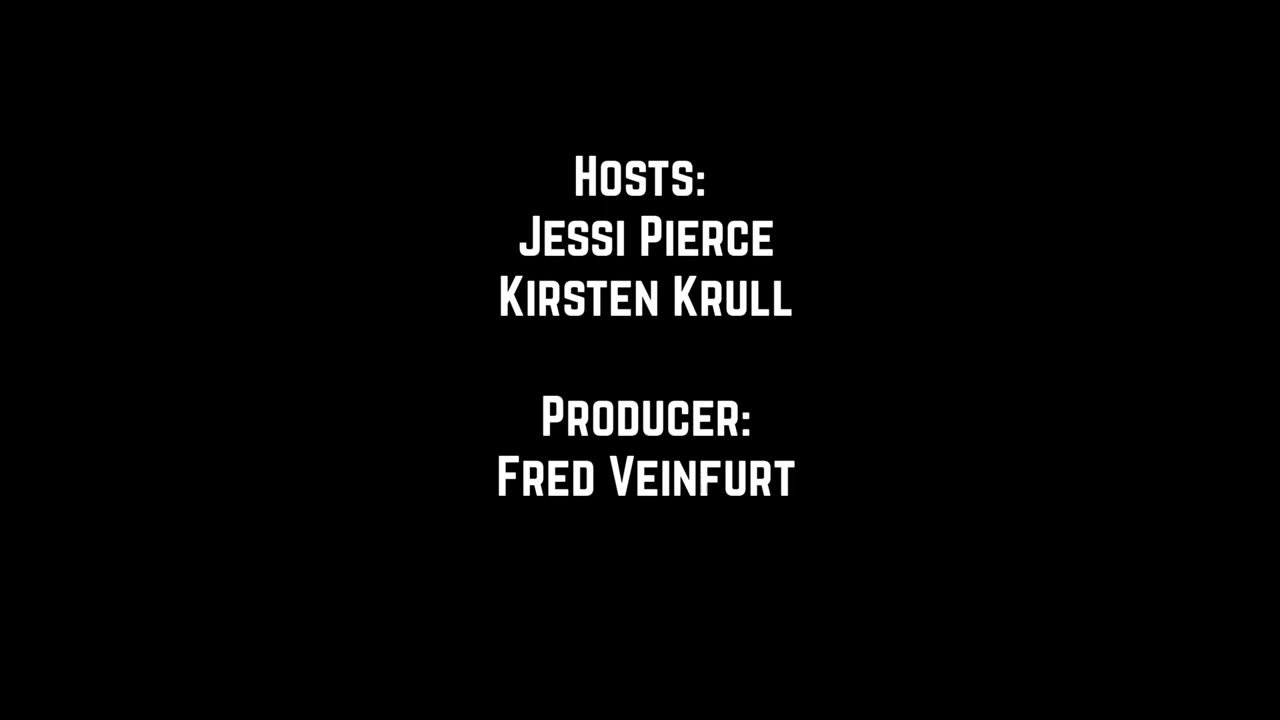 Hosts:
Jessi Pierce
Kirsten Krull
Producer:
Fred Veinfurt